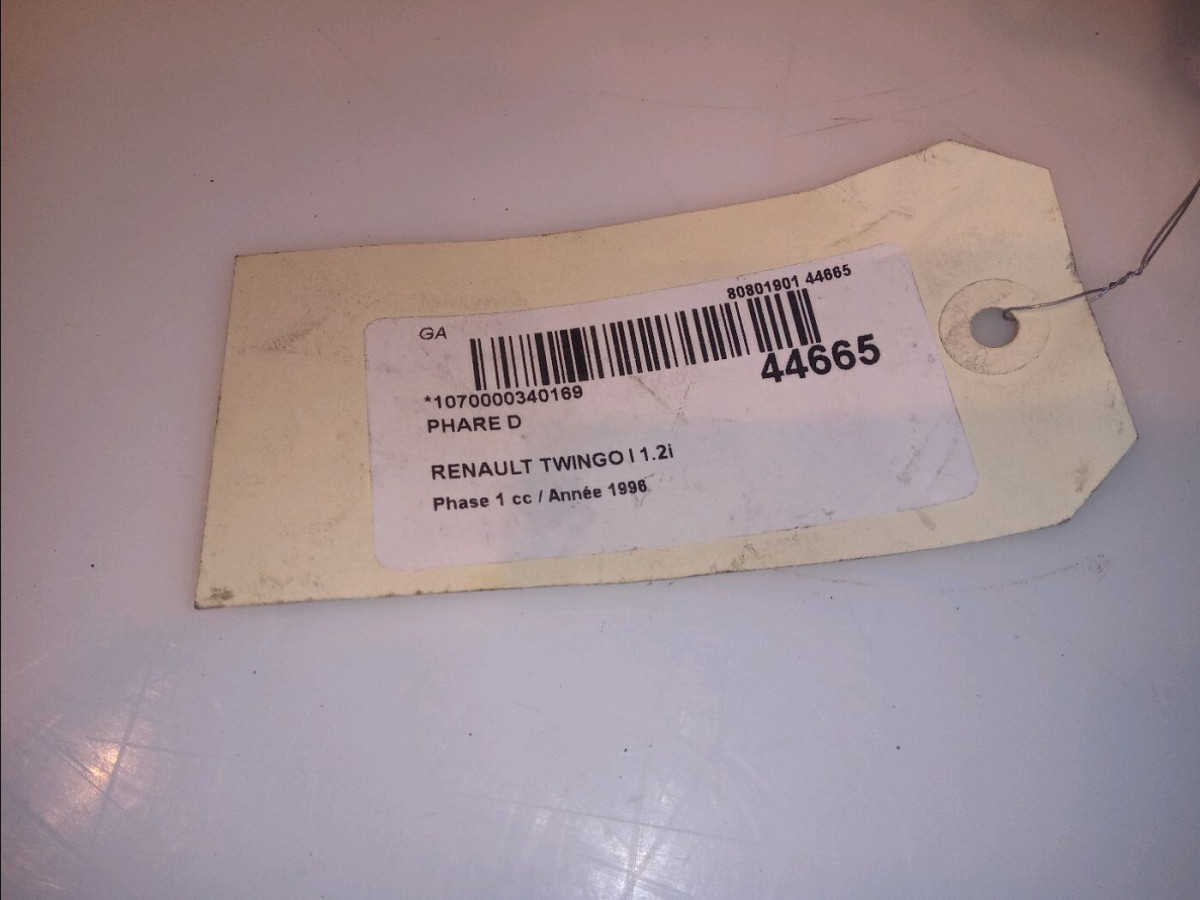 GA
80801901 44665
44665
*1070000340169
PHARE D
RENAULT TWINGO I 1.2i
Phase 1 cc / Année 1996